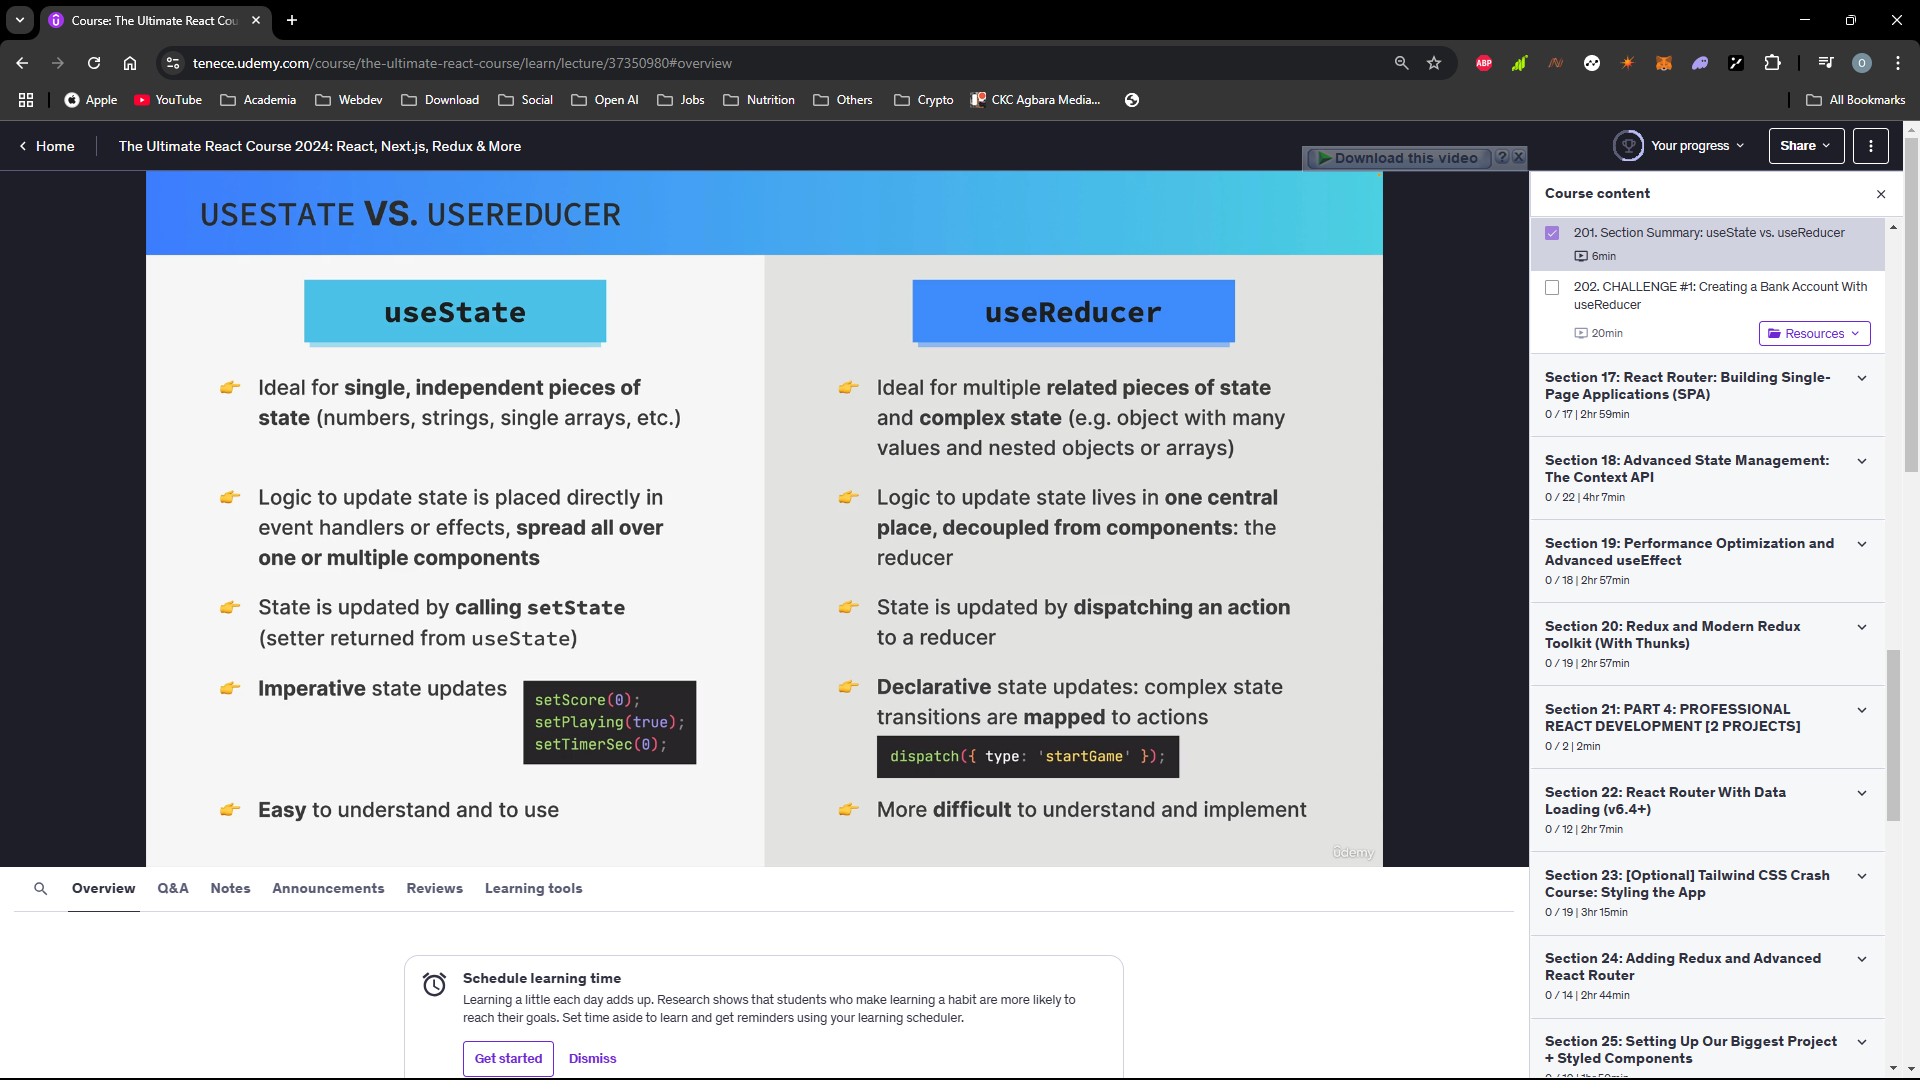 Course: The Ultimate React Cou
tenece.udemy.com/course/the-ultimate-react-course/learn/lecture/37350980#overview
ABP
O
Apple
YouTube
Academia
Webdev
Download
Social
Open AI
Jobs
Nutrition
Others
Crypto
CKC Agbara Media...
All Bookmarks
Home
The Ultimate React Course 2024: React, Next.js, Redux & More
Your progress
Share
Download this video
?
X
USESTATE VS. USEREDUCER
useState
Ideal for single, independent pieces of
state (numbers, strings, single arrays, etc.)
Logic to update state is placed directly in
event handlers or effects, spread all over
one or multiple components
State is updated by calling setState
(setter returned from useState)
Imperative state updates
setScore(0);
setPlaying(true);
setTimerSec(0);
Easy to understand and to use
useReducer
Ideal for multiple related pieces of state
and complex state (e.g. object with many
values and nested objects or arrays)
Logic to update state lives in one central
place, decoupled from components: the
reducer
State is updated by dispatching an action
to a reducer
Declarative state updates: complex state
transitions are mapped to actions
dispatch({ type: 'startGame' });
More difficult to understand and implement
Udemy
Overview
Q&A
Notes
Announcements
Reviews
Learning tools
Schedule learning time
Learning a little each day adds up. Research shows that students who make learning a habit are more likely to
reach their goals. Set time aside to learn and get reminders using your learning scheduler.
Get started
Dismiss
Course content
201. Section Summary: useState vs. useReducer
6min
202. CHALLENGE #1: Creating a Bank Account With
useReducer
20min
Resources
Section 17: React Router: Building Single-
Page Applications (SPA)
0 / 17 | 2hr 59min
Section 18: Advanced State Management:
The Context API
0 / 22 | 4hr 7min
Section 19: Performance Optimization and
Advanced useEffect
0 / 18 | 2hr 57min
Section 20: Redux and Modern Redux
Toolkit (With Thunks)
0 / 19 | 2hr 57min
Section 21: PART 4: PROFESSIONAL
REACT DEVELOPMENT [2 PROJECTS]
0 / 2 | 2min
Section 22: React Router With Data
Loading (v6.4+)
0 / 12 | 2hr 7min
Section 23: [Optional] Tailwind CSS Crash
Course: Styling the App
0 / 19 | 3hr 15min
Section 24: Adding Redux and Advanced
React Router
0 / 14 | 2hr 44min
Section 25: Setting Up Our Biggest Project
+ Styled Components